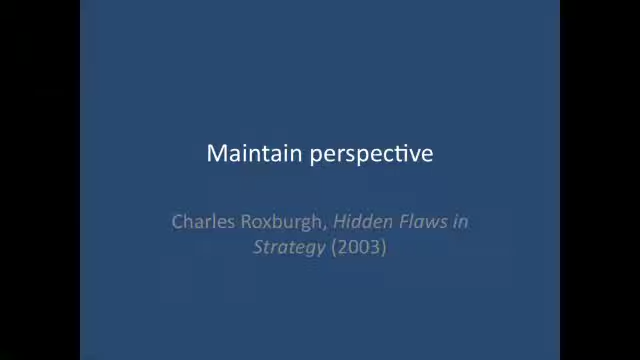 Maintain perspective
Charles Roxburgh, Hidden Flaws in
Strategy (2003)